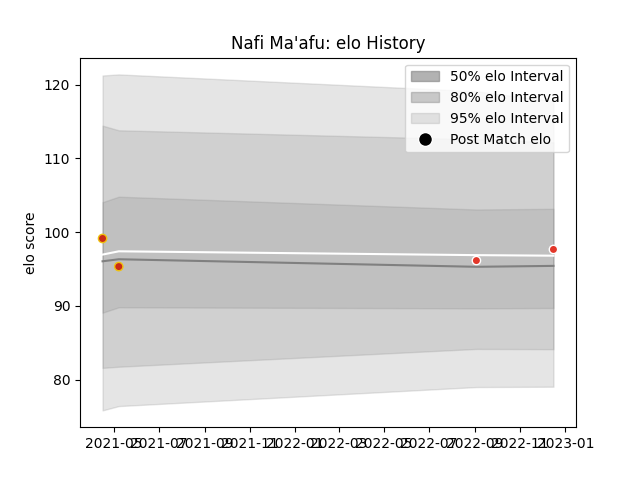 Nafi Ma'afu: elo History
50% elo Interval
80% elo Interval
95% elo Interval
Post Match elo
elo score
120
110
100
90
80
2021-05 2021-07 2021-09 2021-11 2022-01 2022-03 2022-05 2022-07 2022-09 2022-11 2023-01